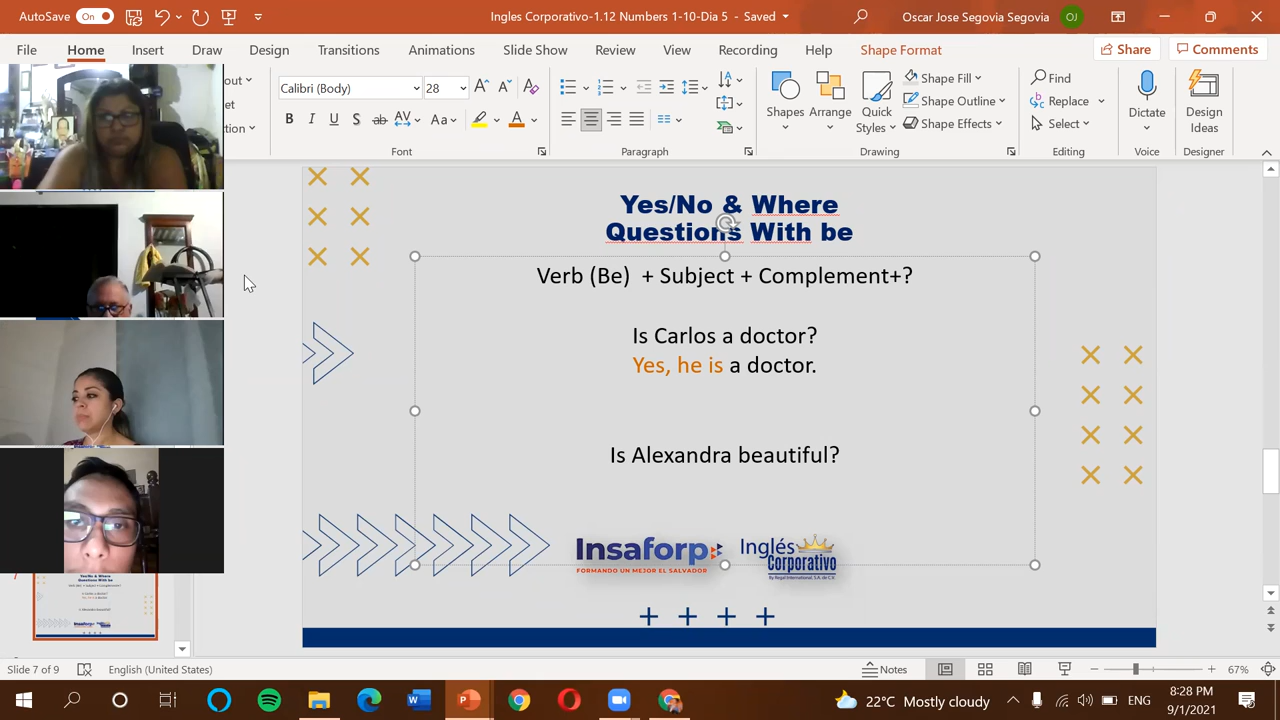 AutoSave On Ingles Corporativo-1.12 Numbers 1-10-Dia 5 - Saved Oscar Jose Segovia Segovia OJ
File Home Insert Draw Design Transitions Animations Slide Show Review View Recording Help Shape Format Share Comments
Calibri (Body) 28 Shapes Arrange Quick Styles Shape Fill Shape Outline Shape Effects Find Replace Select Dictate Design Ideas
Font Paragraph Drawing Editing Voice Designer
Yes/No & Where
Questions With be
Verb (Be) + Subject + Complement+?
Is Carlos a doctor?
Yes, he is a doctor.
Is Alexandra beautiful?
Insaforp
FORMANDO UN MEJOR EL SALVADOR
Inglés
Corporativo
By Regal International, S.A. de C.V.
Slide 7 of 9 English (United States) Notes 67%
22°C Mostly cloudy ENG 8:28 PM
9/1/2021